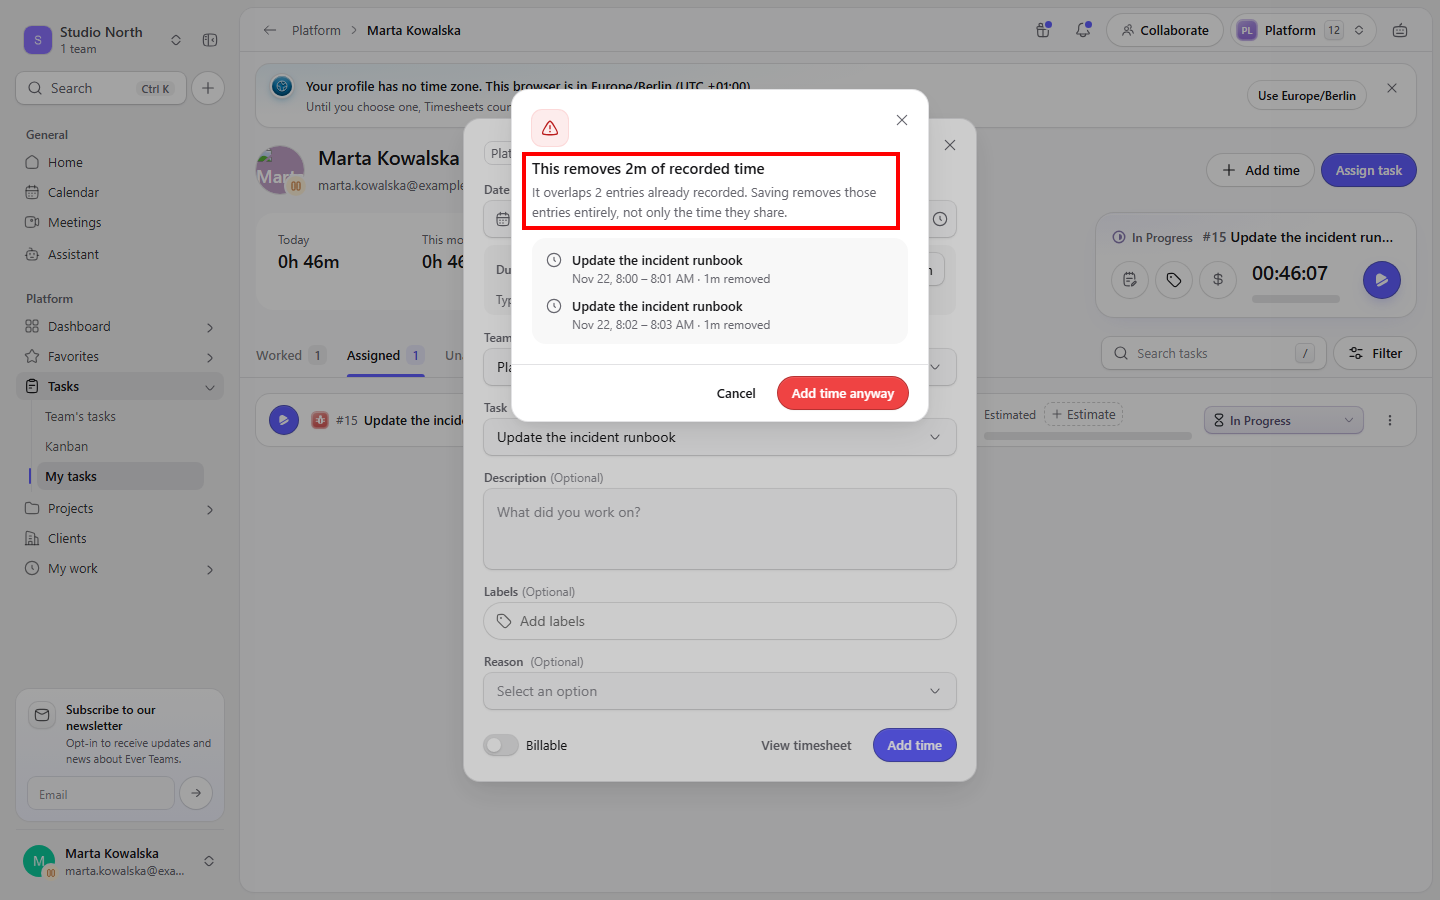 Studio North
1 team
Search
Ctrl K
General
Home
Calendar
Meetings
Assistant
Platform
Dashboard
Favorites
Tasks
Team's tasks
Kanban
My tasks
Projects
Clients
My work
Subscribe to our
newsletter
Opt-in to receive updates and
news about Ever Teams.
Email
M
Marta Kowalska
marta.kowalska@exa...
S
Platform
Marta Kowalska
Collaborate
PL
Platform
12
Your profile has no time zone. This browser is in Europe/Berlin (UTC +01:00)
Until you choose one, Timesheets
Use Europe/Berlin
Marta Kowalska
marta.kowalska@example
Add time
Assign task
Today
0h 46m
This mo
0h 46
In Progress
#15 Update the incident run...
00:46:07
$
Worked 1
Assigned 1
Search tasks
/
Filter
#15 Update the
Estimated
+ Estimate
In Progress
This removes 2m of recorded time
It overlaps 2 entries already recorded. Saving removes those
entries entirely, not only the time they share.
Update the incident runbook
Nov 22, 8:00 – 8:01 AM · 1m removed
Update the incident runbook
Nov 22, 8:02 – 8:03 AM · 1m removed
Cancel
Add time anyway
Date
Team
Task
Update the incident runbook
Description (Optional)
What did you work on?
Labels (Optional)
Add labels
Reason (Optional)
Select an option
Billable
View timesheet
Add time